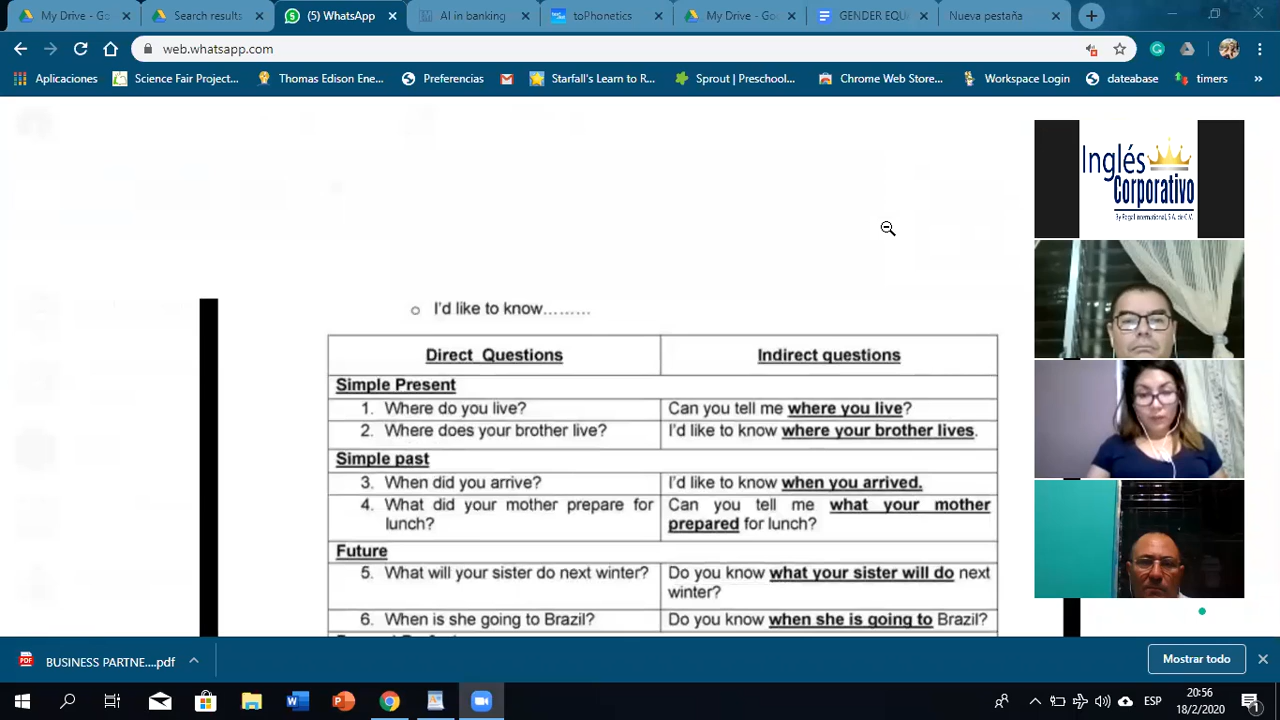 My Drive - Go
Search results
(5) WhatsApp
AI in banking
toPhonetics
My Drive - Goo
GENDER EQUI
Nueva pestaña
web.whatsapp.com
Aplicaciones
Science Fair Project...
Thomas Edison Ene...
Preferencias
Starfall's Learn to R...
Sprout | Preschool...
Chrome Web Store...
Workspace Login
dateabase
timers
»
Inglés
Corporativo
o I'd like to know………
Direct Questions
Indirect questions
Simple Present
1. Where do you live?
Can you tell me where you live?
2. Where does your brother live?
I'd like to know where your brother lives.
Simple past
3. When did you arrive?
I'd like to know when you arrived.
4. What did your mother prepare for
lunch?
Can you tell me what your mother
prepared for lunch?
Future
5. What will your sister do next winter?
Do you know what your sister will do next
winter?
6. When is she going to Brazil?
Do you know when she is going to Brazil?
BUSINESS PARTNE....pdf
Mostrar todo
ESP
20:56
18/2/2020